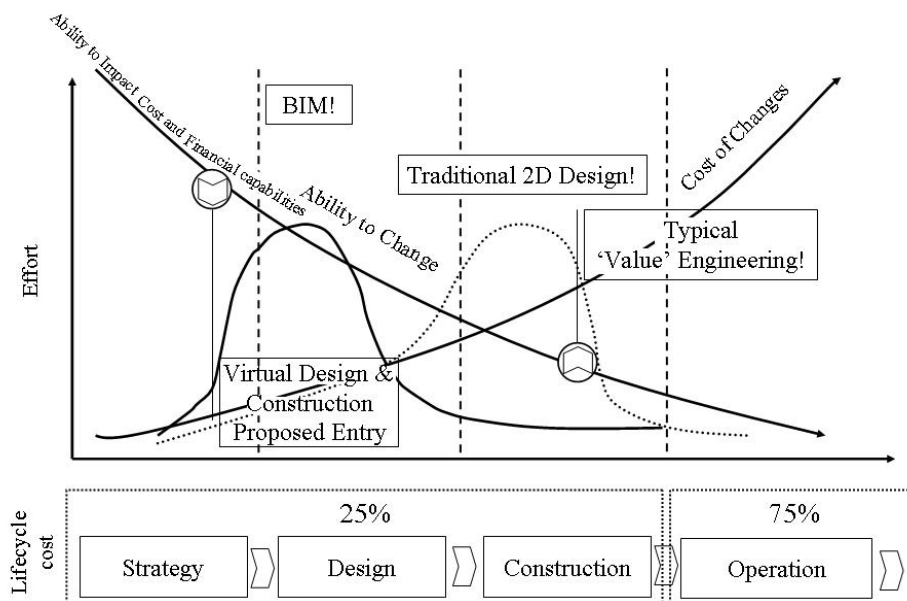 Ability to Impact Cost and Financial capabilities
BIM!
Traditional 2D Design!
Cost of Changes
Ability to Change
Typical
‘Value’ Engineering!
Effort
Virtual Design &
Construction
Proposed Entry
Lifecycle
cost
25%
75%
Strategy
Design
Construction
Operation